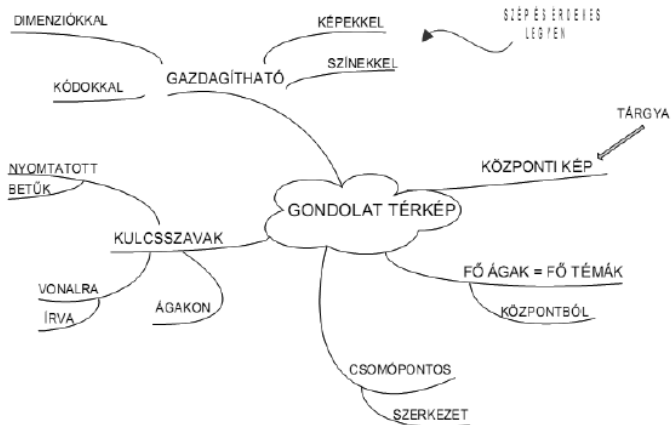 DIMENZIÓKKAL
KÉPEKKEL
SZÉP ÉS ÉRDEKES
LEGYEN
GAZDAGÍTHATÓ
SZÍNEKKEL
KÓDOKKAL
TÁRGYA
KÖZPONTI KÉP
NYOMTATOTT
BETŰK
GONDOLAT TÉRKÉP
KULCSSZAVAK
FŐ ÁGAK = FŐ TÉMÁK
VONALRA
ÍRVA
ÁGAKON
KÖZPONTBÓL
CSOMÓPONTOS
SZERKEZET